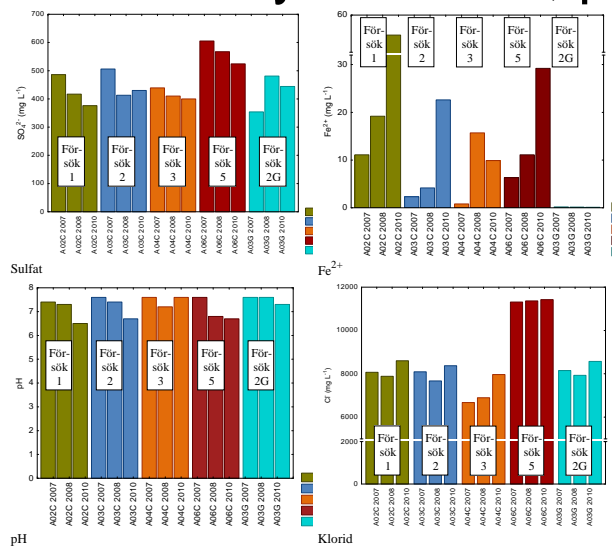 700
600
500
400
300
200
100
0
SO₄²⁻ (mg L⁻¹)
För-
sök
1
För-
sök
2
För-
sök
3
För-
sök
5
För-
sök
2G
A02C 2007
A02C 2008
A02C 2010
A03C 2007
A03C 2008
A03C 2010
A04C 2007
A04C 2008
A04C 2010
A06C 2007
A06C 2008
A06C 2010
A03G 2007
A03G 2008
A03G 2010
Sulfat
60
30
20
10
0
Fe²⁺ (mg L⁻¹)
För-
sök
1
För-
sök
2
För-
sök
3
För-
sök
5
För-
sök
2G
A02C 2007
A02C 2008
A02C 2010
A03C 2007
A03C 2008
A03C 2010
A04C 2007
A04C 2008
A04C 2010
A06C 2007
A06C 2008
A06C 2010
A03G 2007
A03G 2008
A03G 2010
Fe²⁺
8
7
6
5
4
3
2
1
0
pH
För-
sök
1
För-
sök
2
För-
sök
3
För-
sök
5
För-
sök
2G
A02C 2007
A02C 2008
A02C 2010
A03C 2007
A03C 2008
A03C 2010
A04C 2007
A04C 2008
A04C 2010
A06C 2007
A06C 2008
A06C 2010
A03G 2007
A03G 2008
A03G 2010
pH
12000
10000
8000
6000
2000
0
Cl⁻ (mg L⁻¹)
För-
sök
1
För-
sök
2
För-
sök
3
För-
sök
5
För-
sök
2G
A02C 2007
A02C 2008
A02C 2010
A03C 2007
A03C 2008
A03C 2010
A04C 2007
A04C 2008
A04C 2010
A06C 2007
A06C 2008
A06C 2010
A03G 2007
A03G 2008
A03G 2010
Klorid